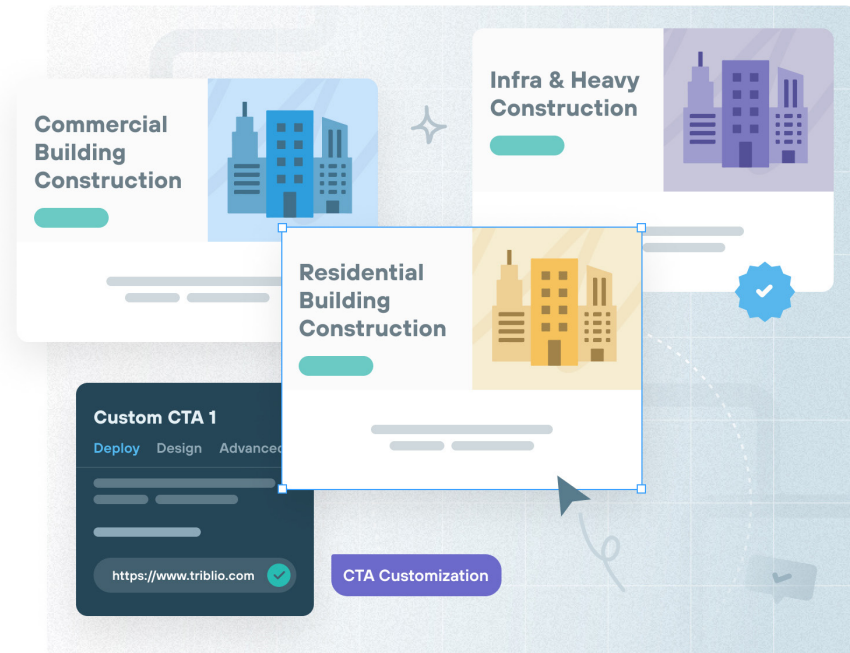 Commercial
Building
Construction
Infra & Heavy
Construction
Residential
Building
Construction
Custom CTA 1
Deploy Design Advanced
https://www.triblio.com
CTA Customization